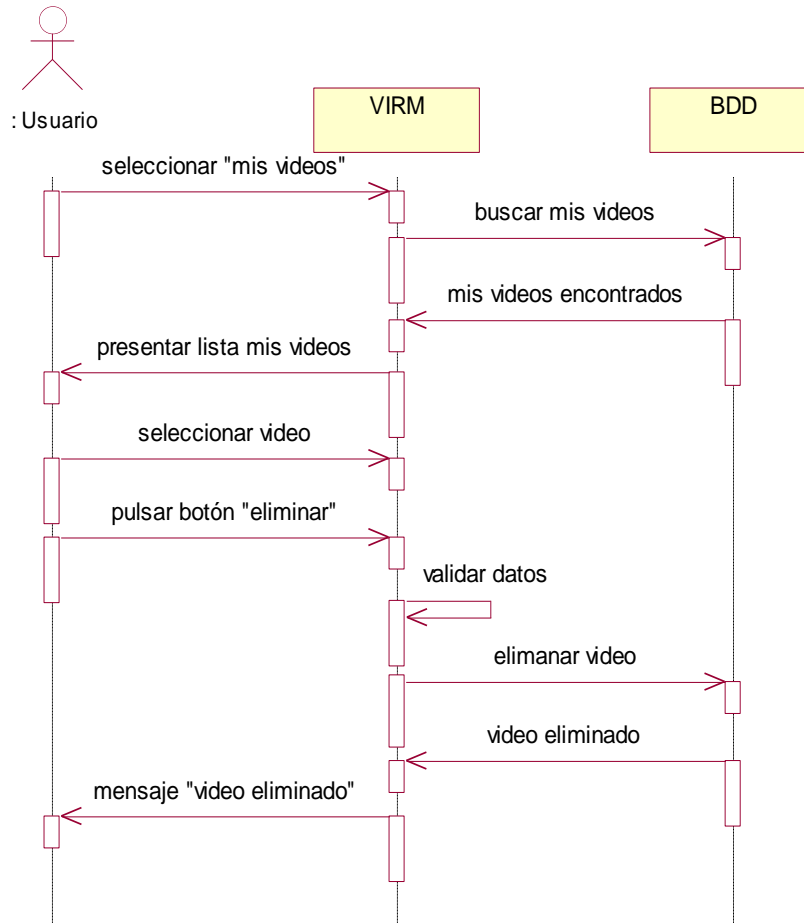 : Usuario
VIRM
BDD
seleccionar "mis videos"
buscar mis videos
mis videos encontrados
presentar lista mis videos
seleccionar video
pulsar botón "eliminar"
validar datos
elimanar video
video eliminado
mensaje "video eliminado"